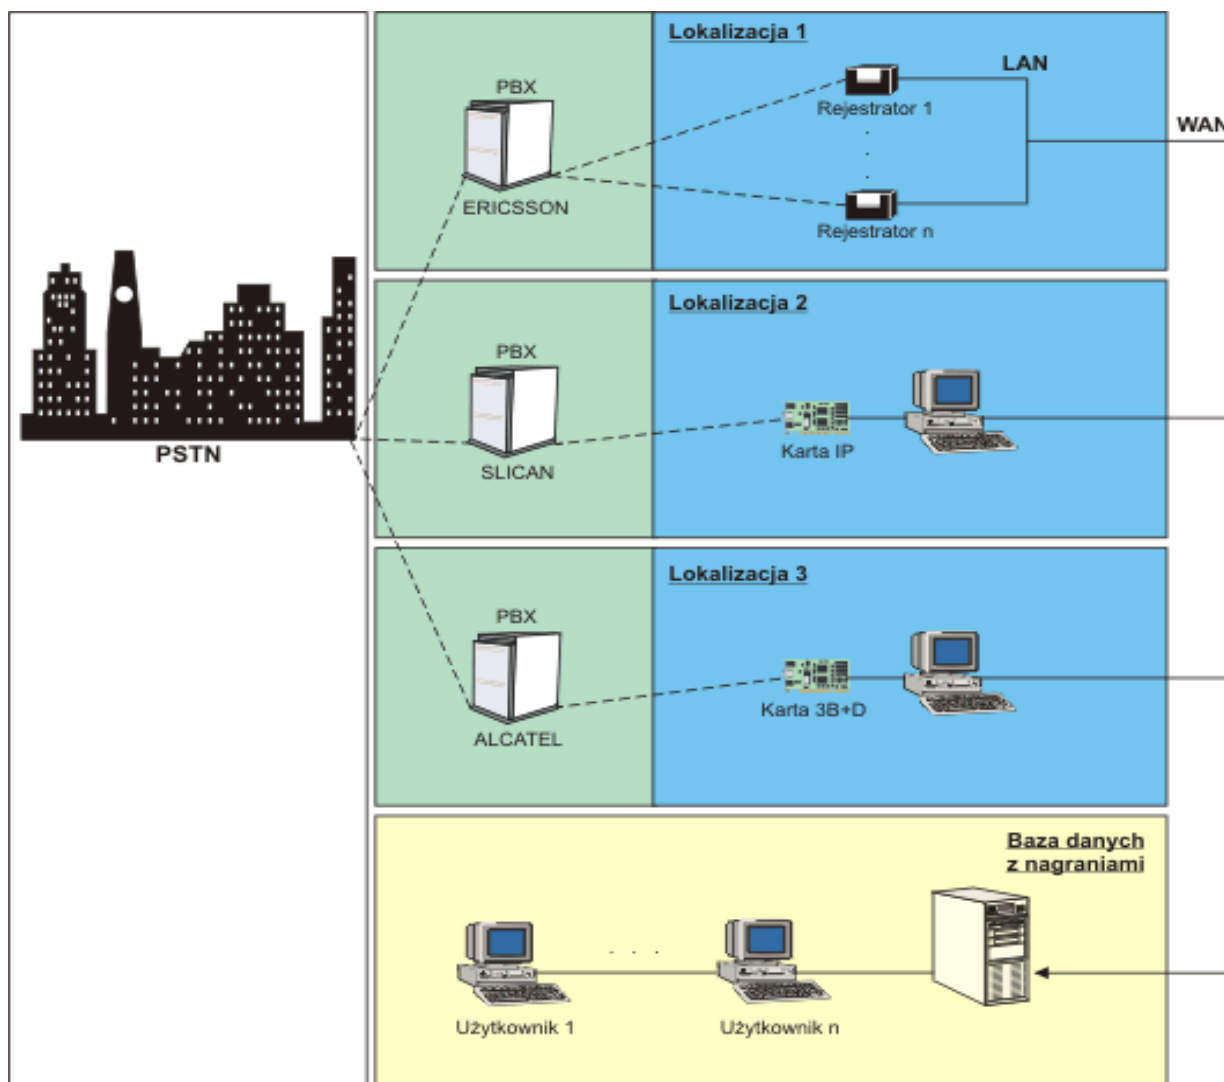 Lokalizacja 1
PBX
LAN
Rejestrator 1
WAN
ERICSSON
Rejestrator n
Lokalizacja 2
PBX
PSTN
Karta IP
SLICAN
Lokalizacja 3
PBX
Karta 3B+D
ALCATEL
Baza danych
z nagraniami
Użytkownik 1
Użytkownik n